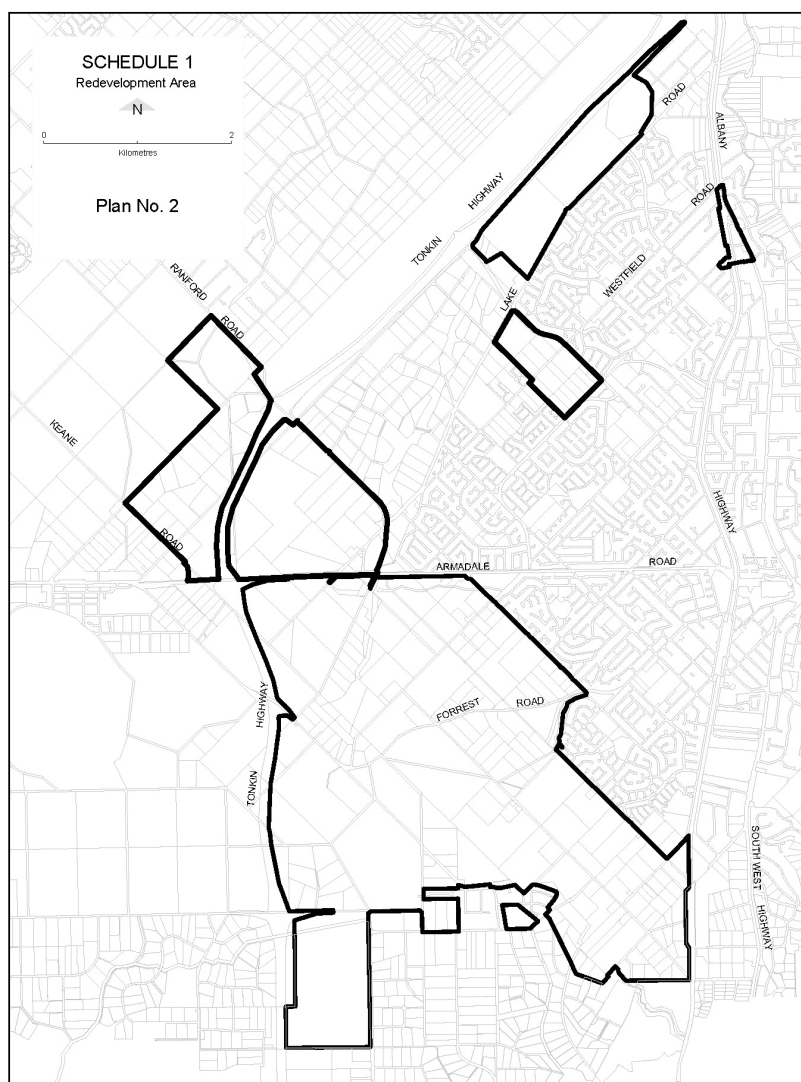 SCHEDULE 1
Redevelopment Area
N
0
2
Kilometres
Plan No. 2
ROAD
ALBANY
HIGHWAY
TONKIN
ROAD
WESTFIELD
RANFORD
ROAD
LAKE
KEANE
ROAD
HIGHWAY
ARMADALE
ROAD
FORREST
ROAD
HIGHWAY
TONKIN
SOUTH WEST
HIGHWAY